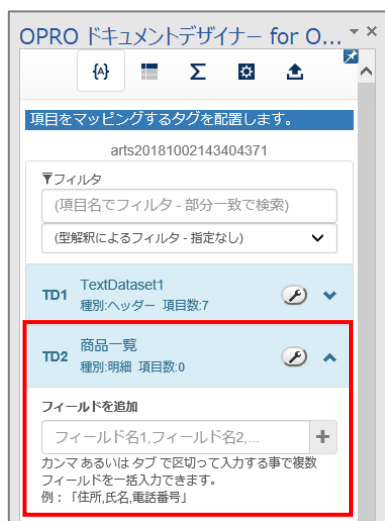 OPRO ドキュメントデザイナー for O...
{A} Σ
項目をマッピングするタグを配置します。
arts20181002143404371
▼フィルタ
(項目名でフィルタ - 部分一致で検索)
(型解釈によるフィルタ - 指定なし)
TD1 TextDataset1
種別:ヘッダー 項目数:7
TD2 商品一覧
種別:明細 項目数:0
フィールドを追加
フィールド名1,フィールド名2,... +
カンマ あるいは タブ で区切って入力する事で複数
フィールドを一括入力できます。
例：「住所,氏名,電話番号」